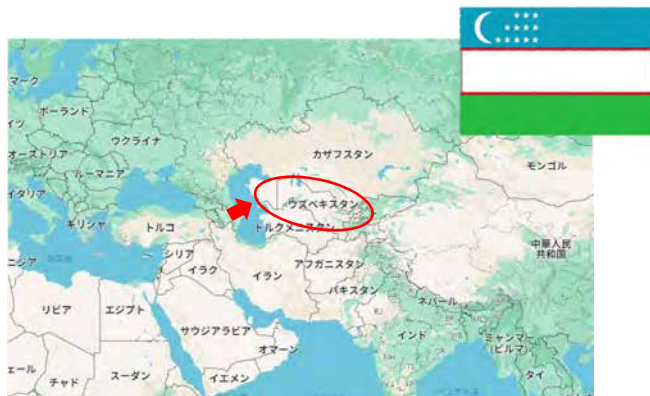 マーク
ポーランド
イツ
ウクライナ
オーストリア
ルーマニア
カザフスタン
モンゴル
イタリア
ウズベキスタン
ギリシャ
トルコ
トルクメニスタン
シリア
アフガニスタン
中華人民
共和国
ニジア
イラク
イラン
パキスタン
ネパール
リビア
エジプト
サウジアラビア
インド
ミャンマー
(ビルマ)
オマーン
ェール
チャド
スーダン
イエメン
タイ